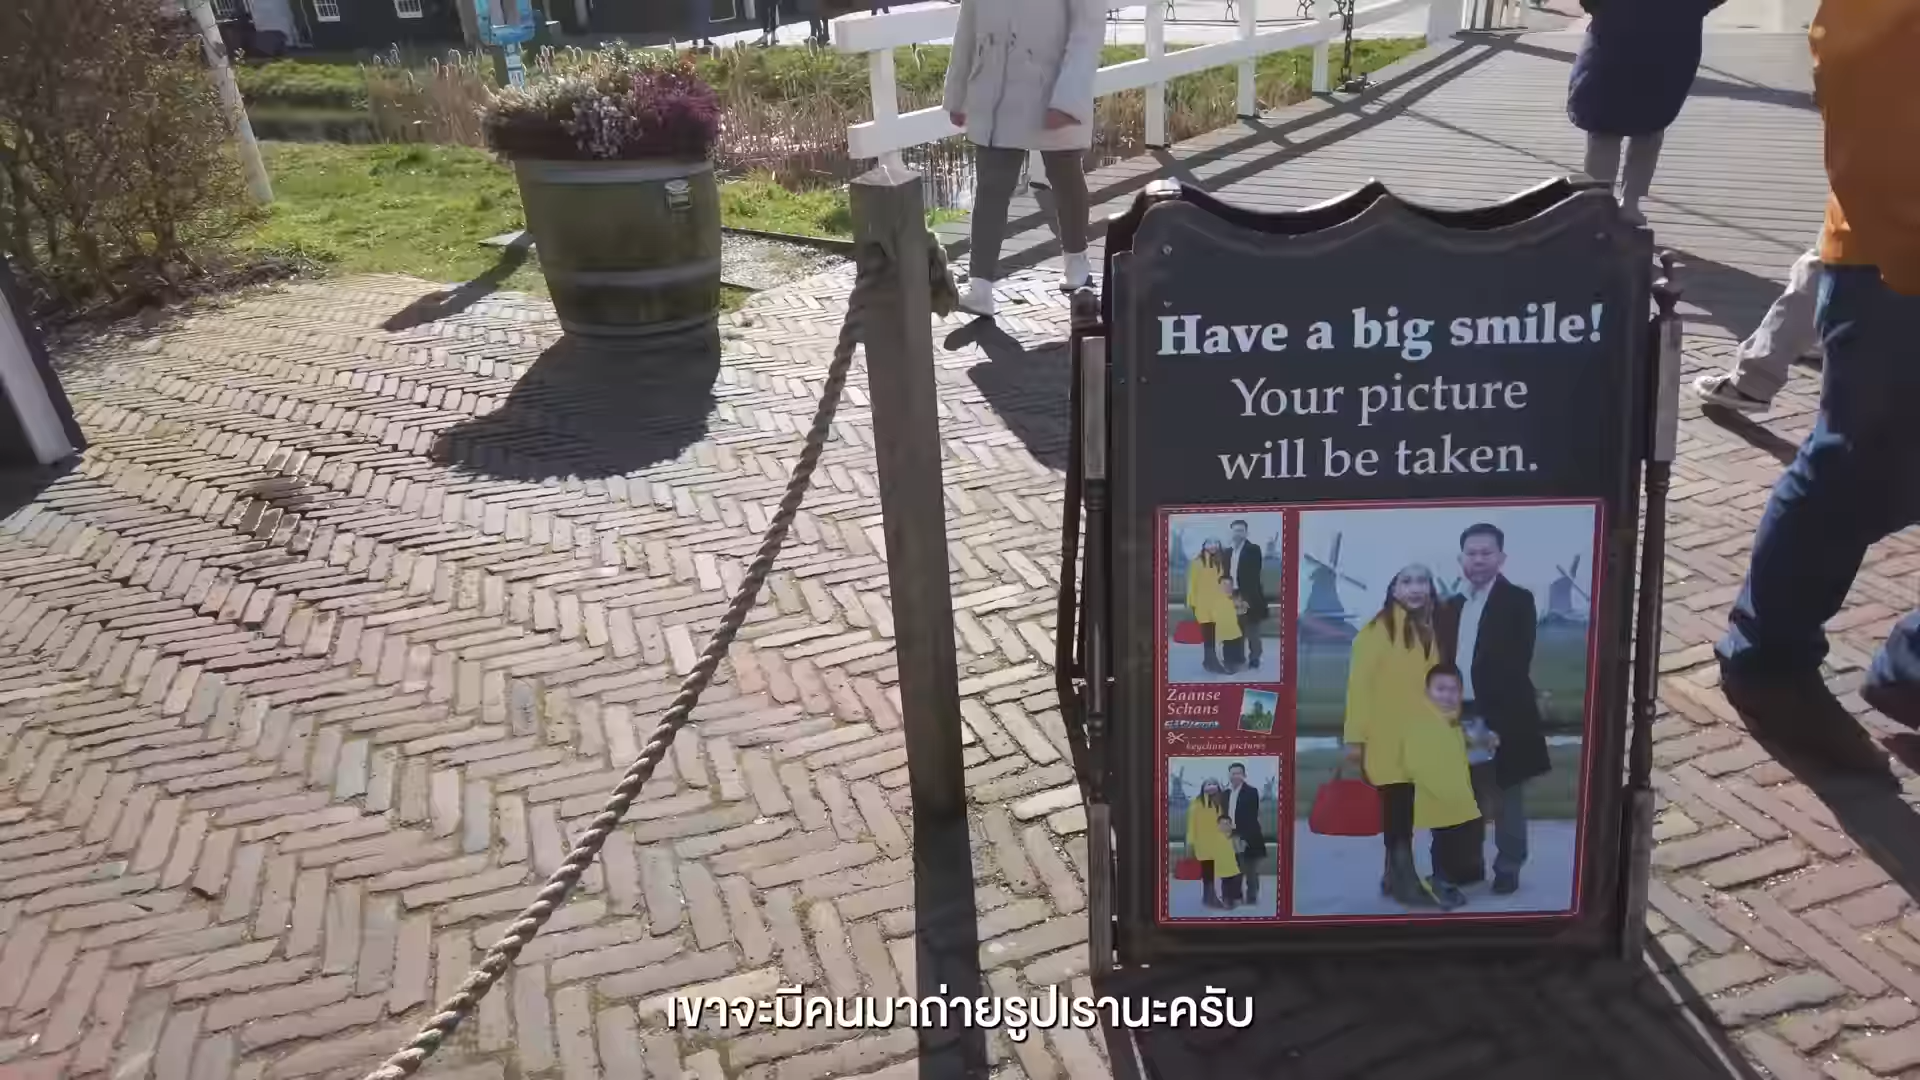 Have a big smile!
Your picture
will be taken.
Zaanse
Schans
keychain pictures
เขาจะมีคนมาถ่ายรูปเรานะครับ